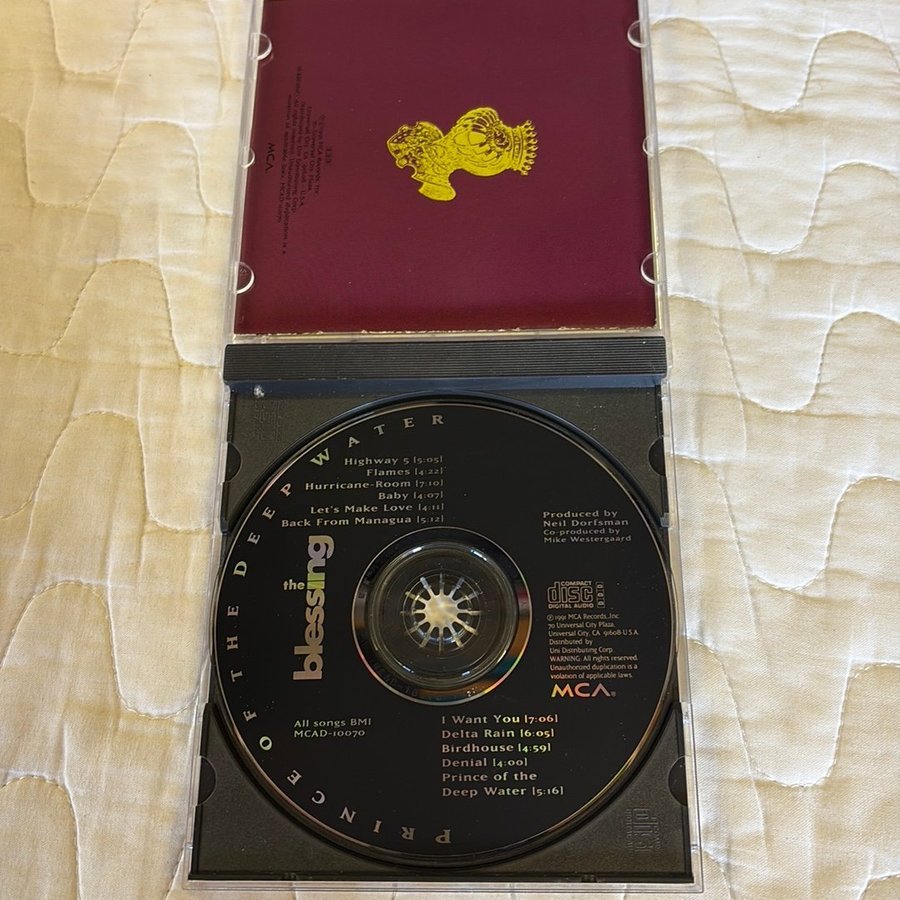 MCA
PRINCE OF THE DEEP WATER
Highway 5 [5:05]
Flames [4:22]
Hurricane-Room [7:10]
Baby [4:07]
Let's Make Love [4:11]
Back From Managua [5:12]
the
blessing
Produced by
Neil Dorfsman
Co-produced by
Mike Westergaard
COMPACT
disc
DIGITAL AUDIO
℗ 1991 MCA Records, Inc.
70 Universal City Plaza,
Universal City, CA 91608-U.S.A.
Distributed by
Uni Distributing Corp.
WARNING: All rights reserved.
Unauthorized duplication is a
violation of applicable laws.
MCA®
All songs BMI
MCAD-10070
I Want You [7:06]
Delta Rain [6:05]
Birdhouse [4:59]
Denial [4:00]
Prince of the
Deep Water [5:16]